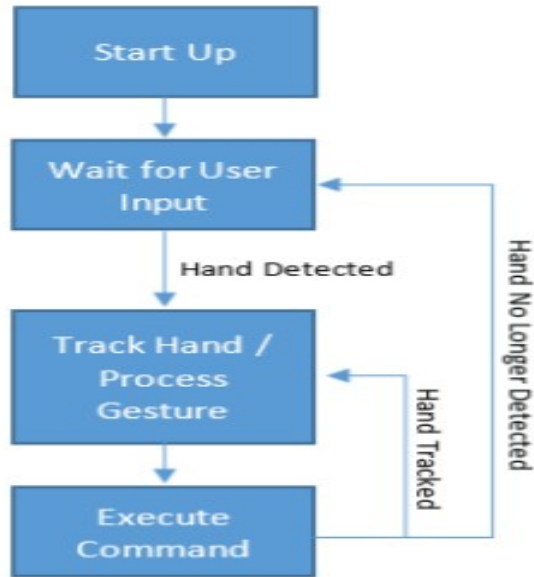 Start Up
Wait for User
Input
Hand Detected
Track Hand /
Process
Gesture
Hand Tracked
Hand No Longer Detected
Execute
Command